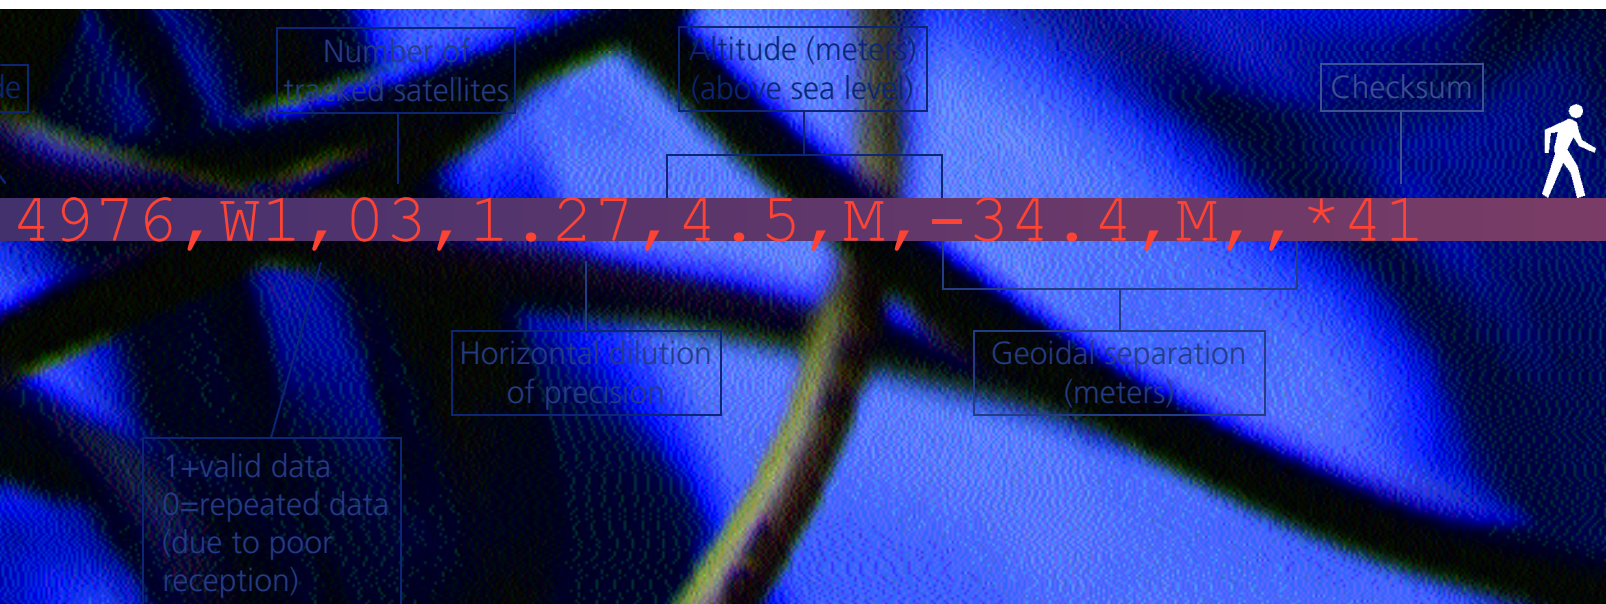 Number of
tracked satellites
Altitude (meters)
(above sea level)
Checksum
de
4976,W1,03,1.27,4.5,M,-34.4,M,,*41
Horizontal dilution
of precision
Geoidal separation
(meters)
1+valid data
0=repeated data
(due to poor
reception)